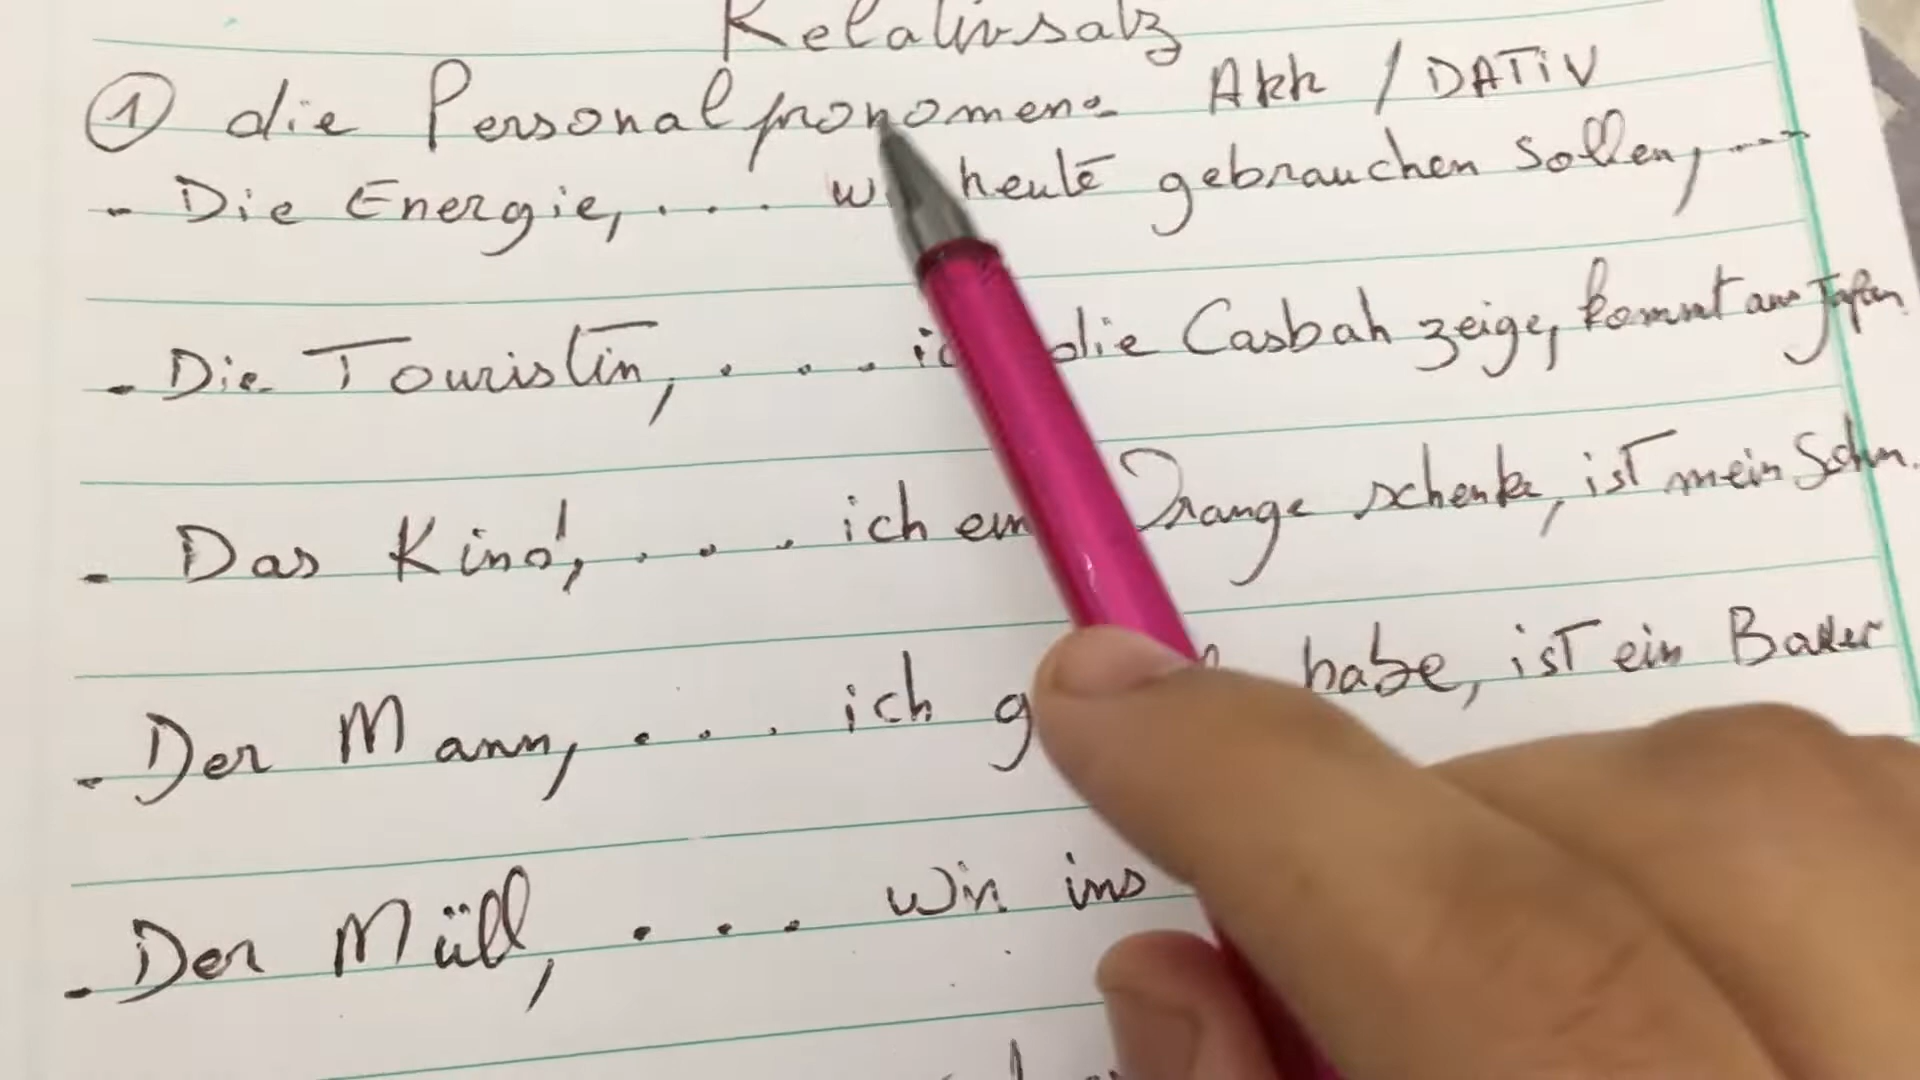 Relativsatz
① die Personalpronomen: Akk / DATiV
- Die Energie, ... heute gebrauchen sollen, ...
- Die Touristin, ... die Casbah zeige, kommt aus Japan.
- Das Kind, ... ich Orange schenke, ist mein Sohn.
- Der Mann, ... ich habe, ist ein Bauer
- Der Müll, ... wir ins